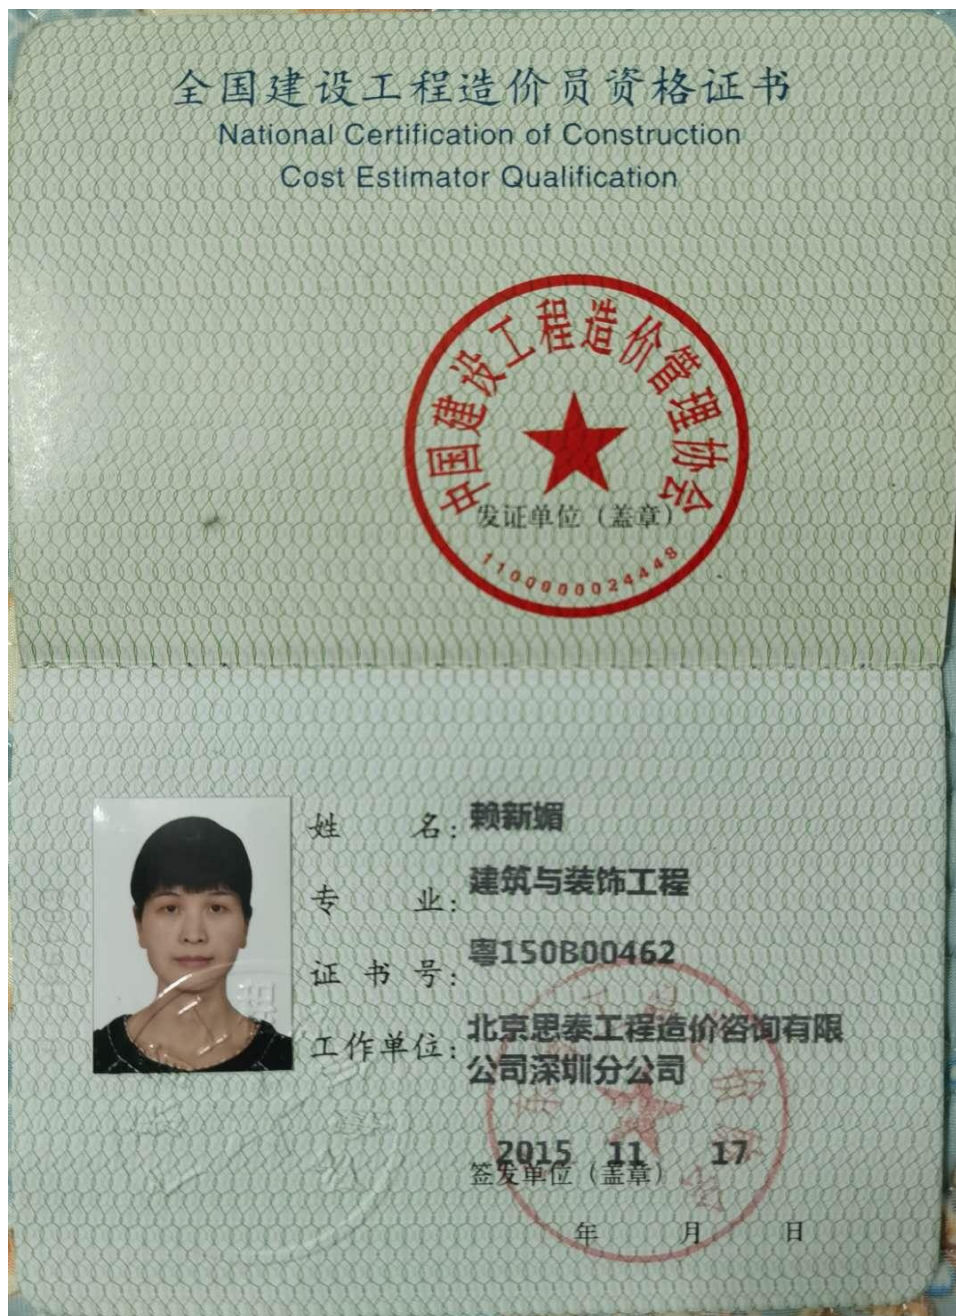 全国建设工程造价员资格证书
National Certification of Construction
Cost Estimator Qualification
中国建设工程造价管理协会
发证单位（盖章）
1100000024448
姓 名：赖新媚
专 业：建筑与装饰工程
证 书 号：粤150B00462
工作单位：北京思泰工程造价咨询有限
公司深圳分公司
2015 11 17
签发单位（盖章）
年 月 日